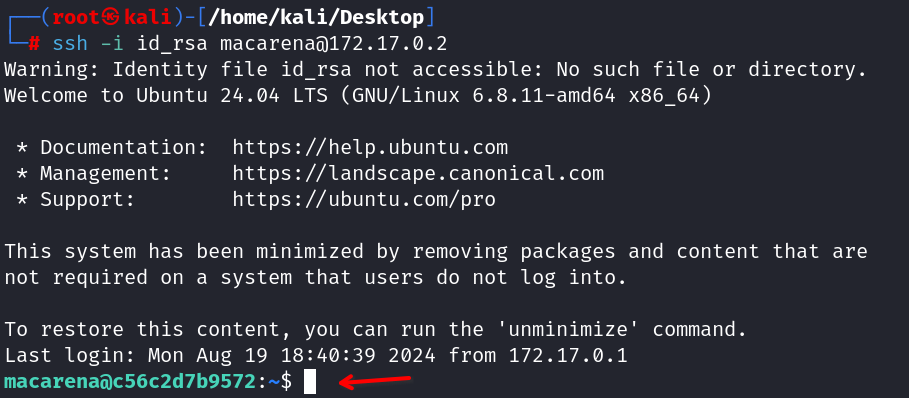 ┌──(root㉿kali)-[/home/kali/Desktop]
└─# ssh -i id_rsa macarena@172.17.0.2
Warning: Identity file id_rsa not accessible: No such file or directory.
Welcome to Ubuntu 24.04 LTS (GNU/Linux 6.8.11-amd64 x86_64)
* Documentation:  https://help.ubuntu.com
* Management:     https://landscape.canonical.com
* Support:        https://ubuntu.com/pro
This system has been minimized by removing packages and content that are
not required on a system that users do not log into.
To restore this content, you can run the 'unminimize' command.
Last login: Mon Aug 19 18:40:39 2024 from 172.17.0.1
macarena@c56c2d7b9572:~$